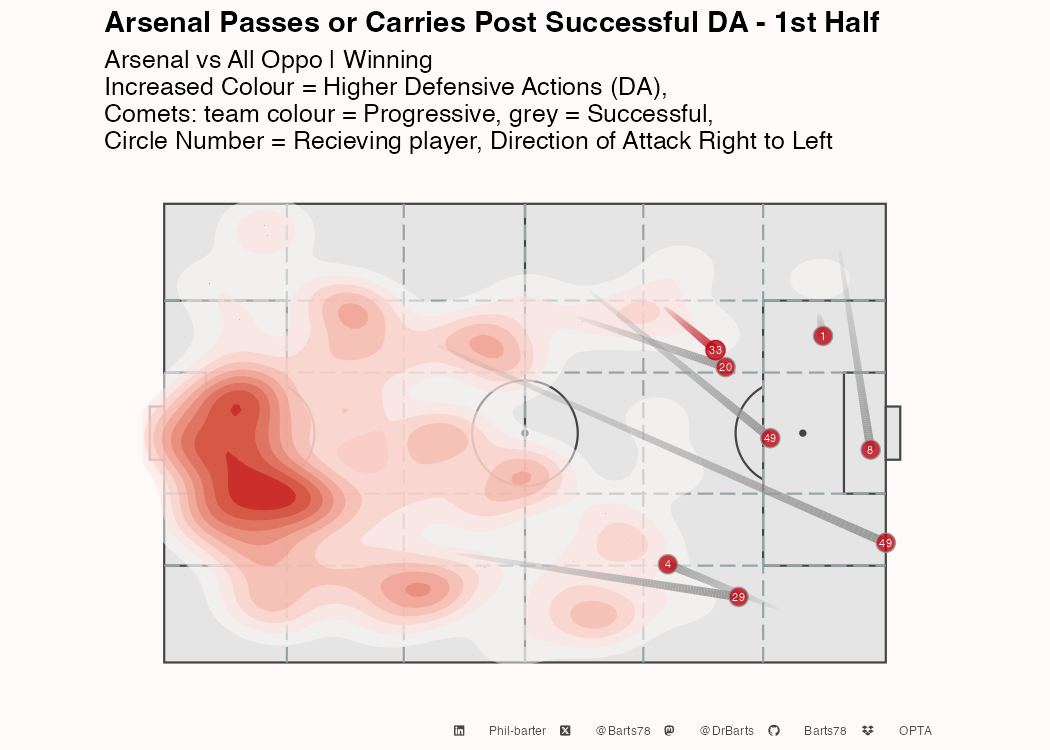 Arsenal Passes or Carries Post Successful DA - 1st Half
Arsenal vs All Oppo | Winning
Increased Colour = Higher Defensive Actions (DA),
Comets: team colour = Progressive, grey = Successful,
Circle Number = Recieving player, Direction of Attack Right to Left
1
33
20
49
8
49
4
29
Phil-barter @Barts78 @DrBarts Barts78 OPTA